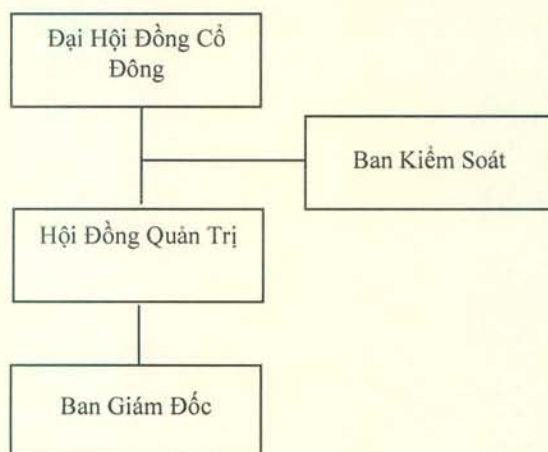 Đại Hội Đồng Cổ
Đông
Ban Kiểm Soát
Hội Đồng Quản Trị
Ban Giám Đốc